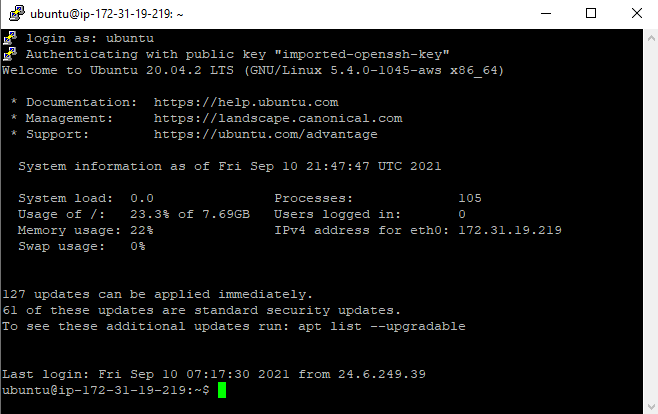 ubuntu@ip-172-31-19-219: ~
login as: ubuntu
Authenticating with public key "imported-openssh-key"
Welcome to Ubuntu 20.04.2 LTS (GNU/Linux 5.4.0-1045-aws x86_64)
* Documentation:  https://help.ubuntu.com
* Management:     https://landscape.canonical.com
* Support:        https://ubuntu.com/advantage
System information as of Fri Sep 10 21:47:47 UTC 2021
System load:  0.0               Processes:             105
Usage of /:   23.3% of 7.69GB   Users logged in:       0
Memory usage: 22%               IPv4 address for eth0: 172.31.19.219
Swap usage:   0%
127 updates can be applied immediately.
61 of these updates are standard security updates.
To see these additional updates run: apt list --upgradable
Last login: Fri Sep 10 07:17:30 2021 from 24.6.249.39
ubuntu@ip-172-31-19-219:~$